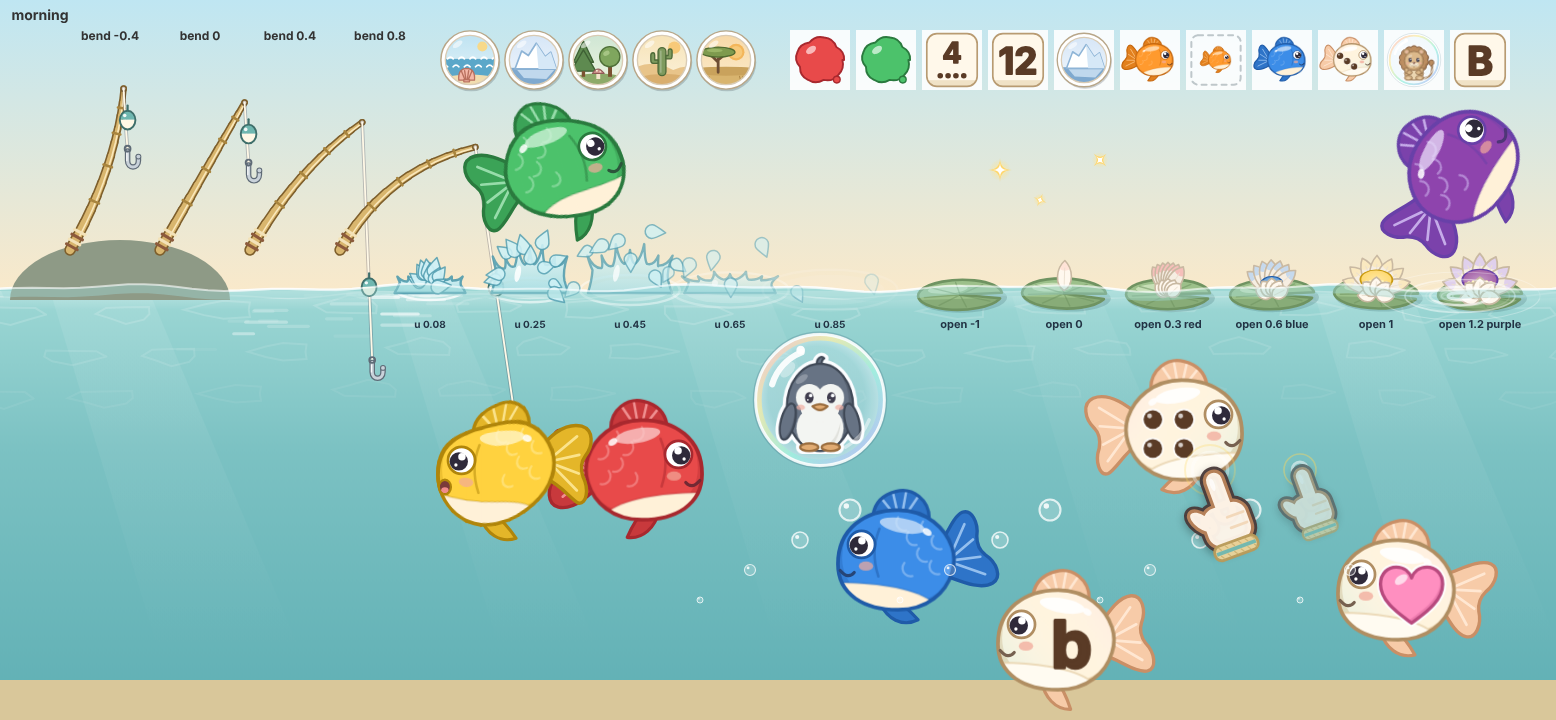 morning
bend -0.4 bend 0 bend 0.4 bend 0.8
4 12 B
u 0.08 u 0.25 u 0.45 u 0.65 u 0.85 open -1 open 0 open 0.3 red open 0.6 blue open 1 open 1.2 purple
b